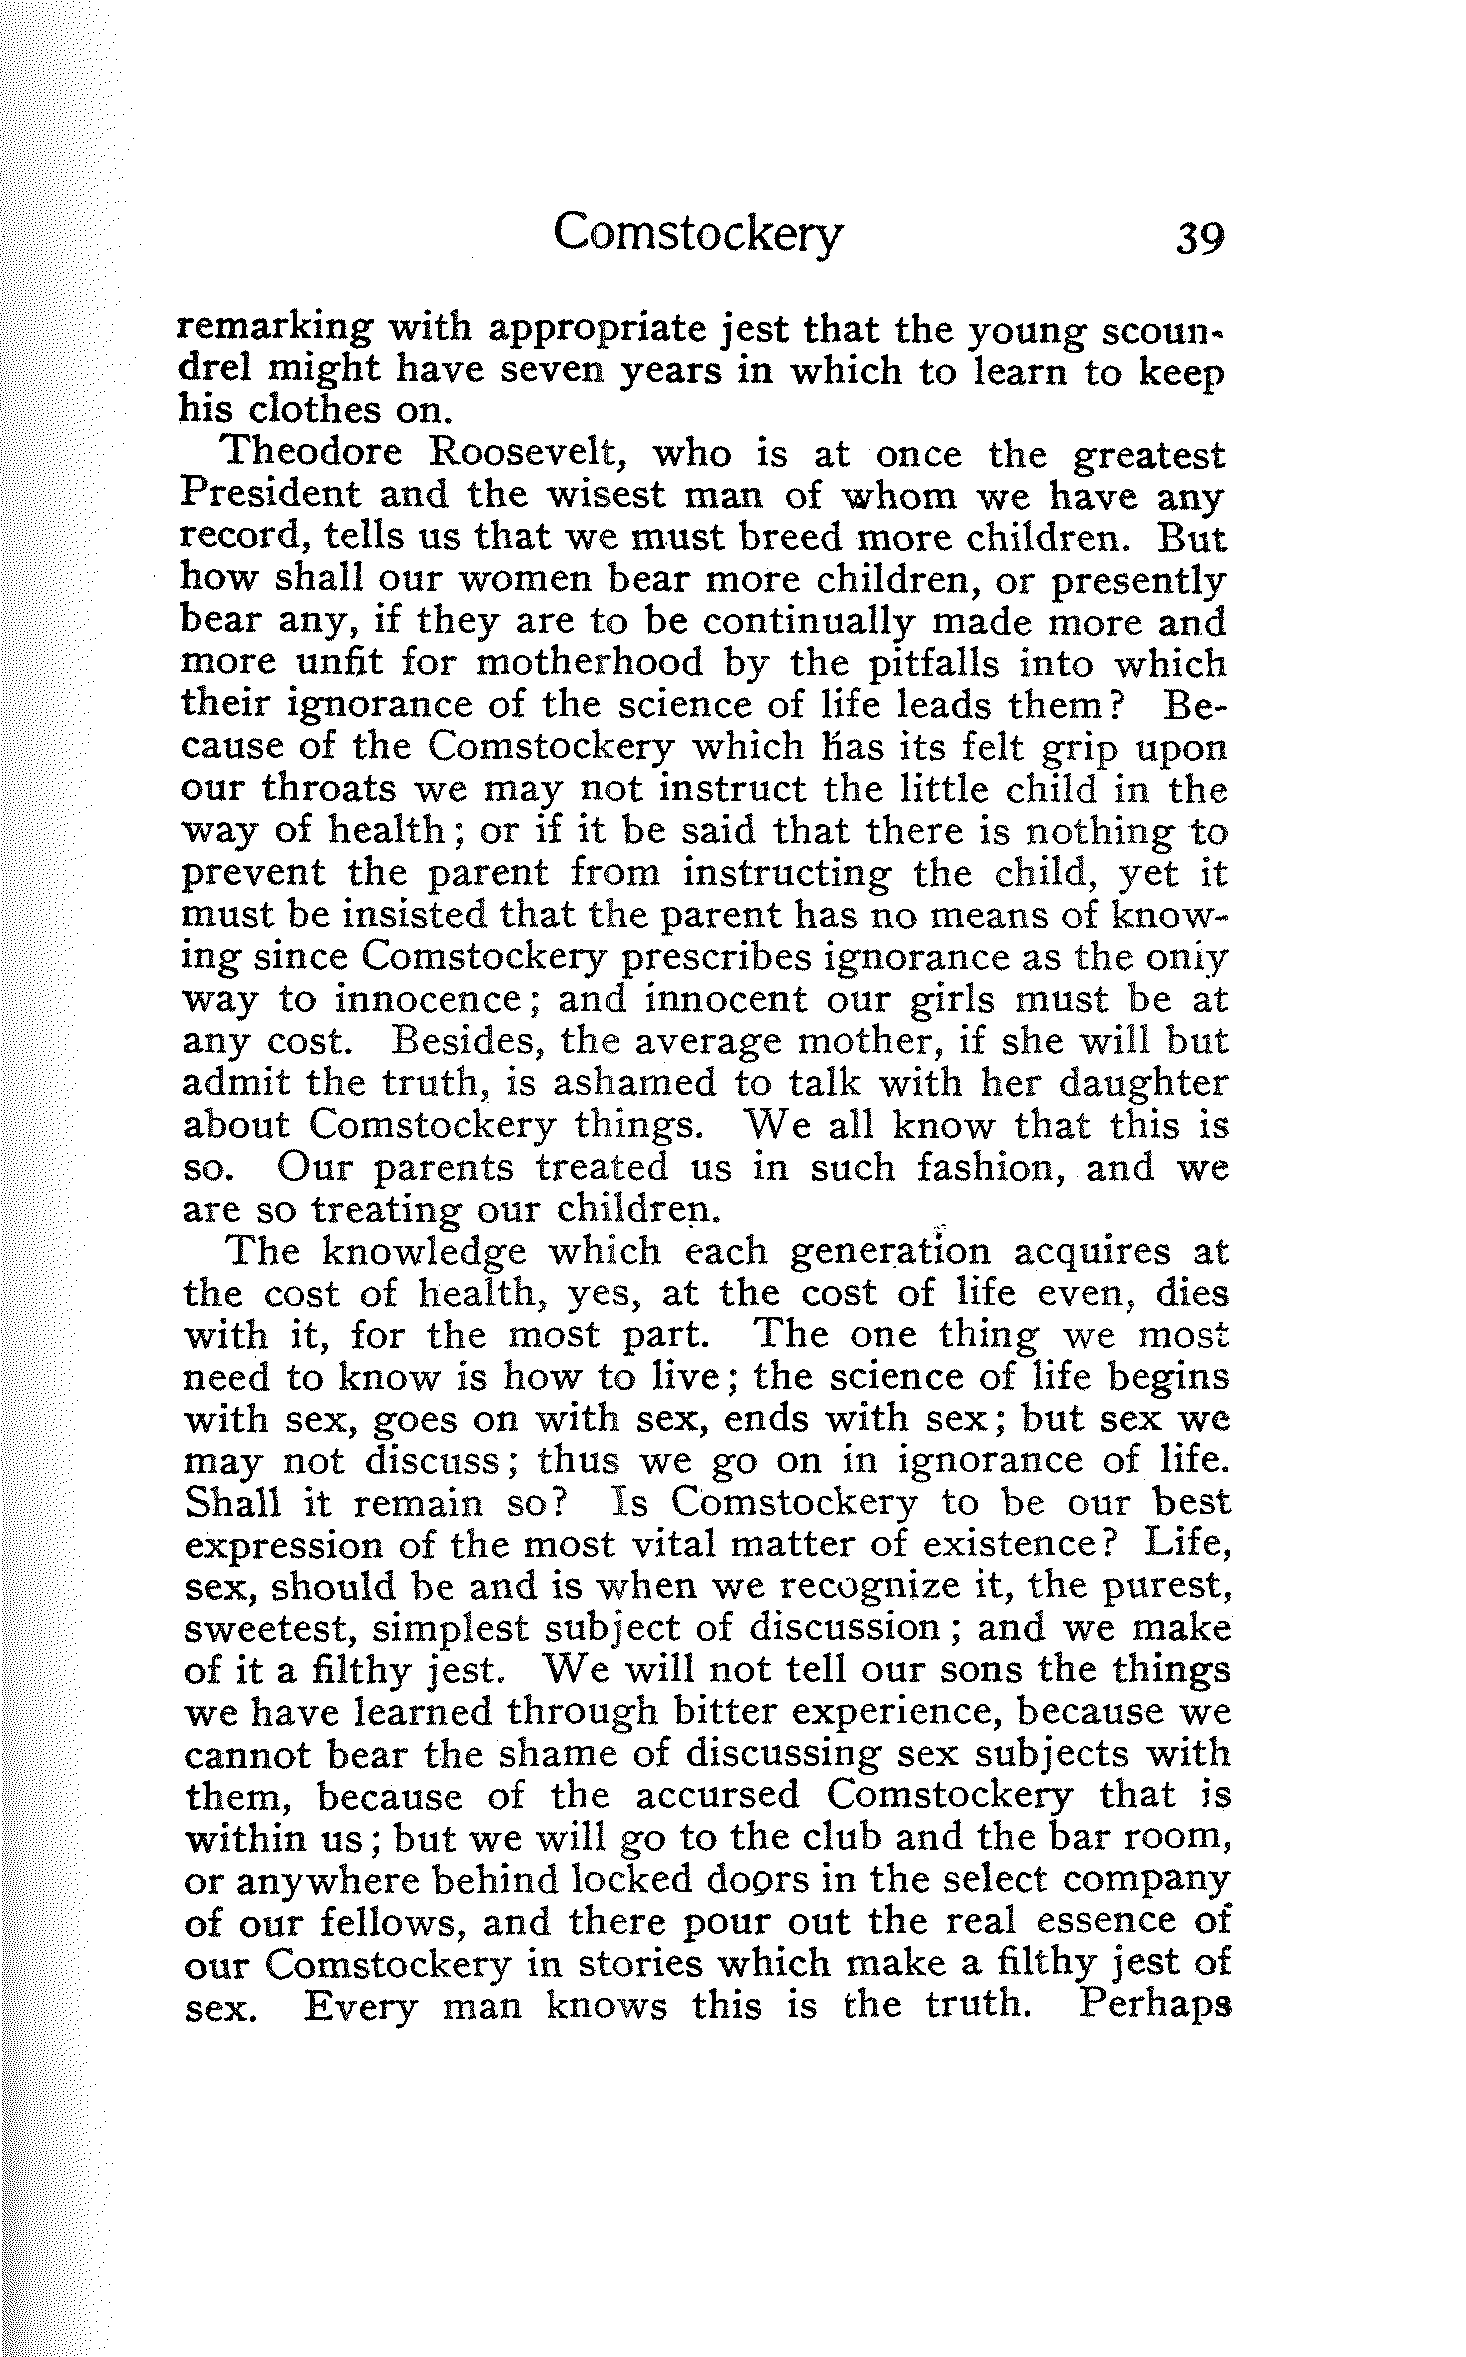 Comstockery 39
remarking with appropriate jest that the young scoun-
drel might have seven years in which to learn to keep
his clothes on.
Theodore Roosevelt, who is at once the greatest
President and the wisest man of whom we have any
record, tells us that we must breed more children. But
how shall our women bear more children, or presently
bear any, if they are to be continually made more and
more unfit for motherhood by the pitfalls into which
their ignorance of the science of life leads them? Be-
cause of the Comstockery which has its felt grip upon
our throats we may not instruct the little child in the
way of health; or if it be said that there is nothing to
prevent the parent from instructing the child, yet it
must be insisted that the parent has no means of know-
ing since Comstockery prescribes ignorance as the only
way to innocence; and innocent our girls must be at
any cost. Besides, the average mother, if she will but
admit the truth, is ashamed to talk with her daughter
about Comstockery things. We all know that this is
so. Our parents treated us in such fashion, and we
are so treating our children.
The knowledge which each generation acquires at
the cost of health, yes, at the cost of life even, dies
with it, for the most part. The one thing we most
need to know is how to live; the science of life begins
with sex, goes on with sex, ends with sex; but sex we
may not discuss; thus we go on in ignorance of life.
Shall it remain so? Is Comstockery to be our best
expression of the most vital matter of existence? Life,
sex, should be and is when we recognize it, the purest,
sweetest, simplest subject of discussion; and we make
of it a filthy jest. We will not tell our sons the things
we have learned through bitter experience, because we
cannot bear the shame of discussing sex subjects with
them, because of the accursed Comstockery that is
within us; but we will go to the club and the bar room,
or anywhere behind locked doors in the select company
of our fellows, and there pour out the real essence of
our Comstockery in stories which make a filthy jest of
sex. Every man knows this is the truth. Perhaps